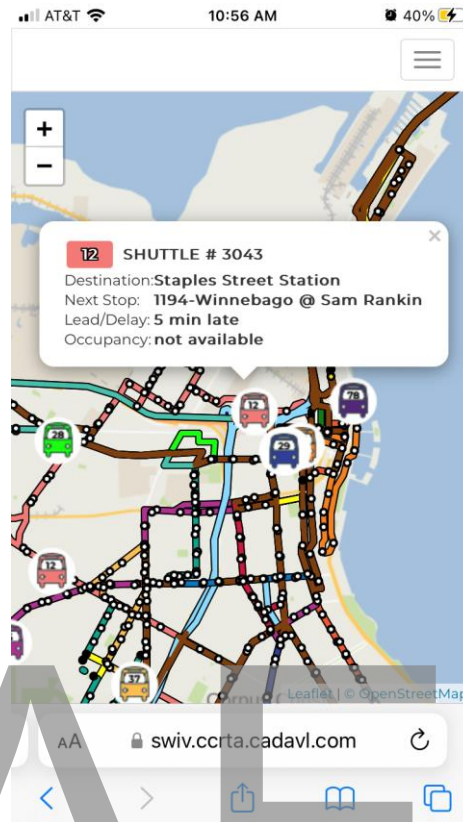 AT&T 10:56 AM 40%
+
−
12 SHUTTLE # 3043 ×
Destination:Staples Street Station
Next Stop: 1194-Winnebago @ Sam Rankin
Lead/Delay: 5 min late
Occupancy: not available
12
78
28
29
12
37
Leaflet | © OpenStreetMap
AA swiv.ccrta.cadavl.com